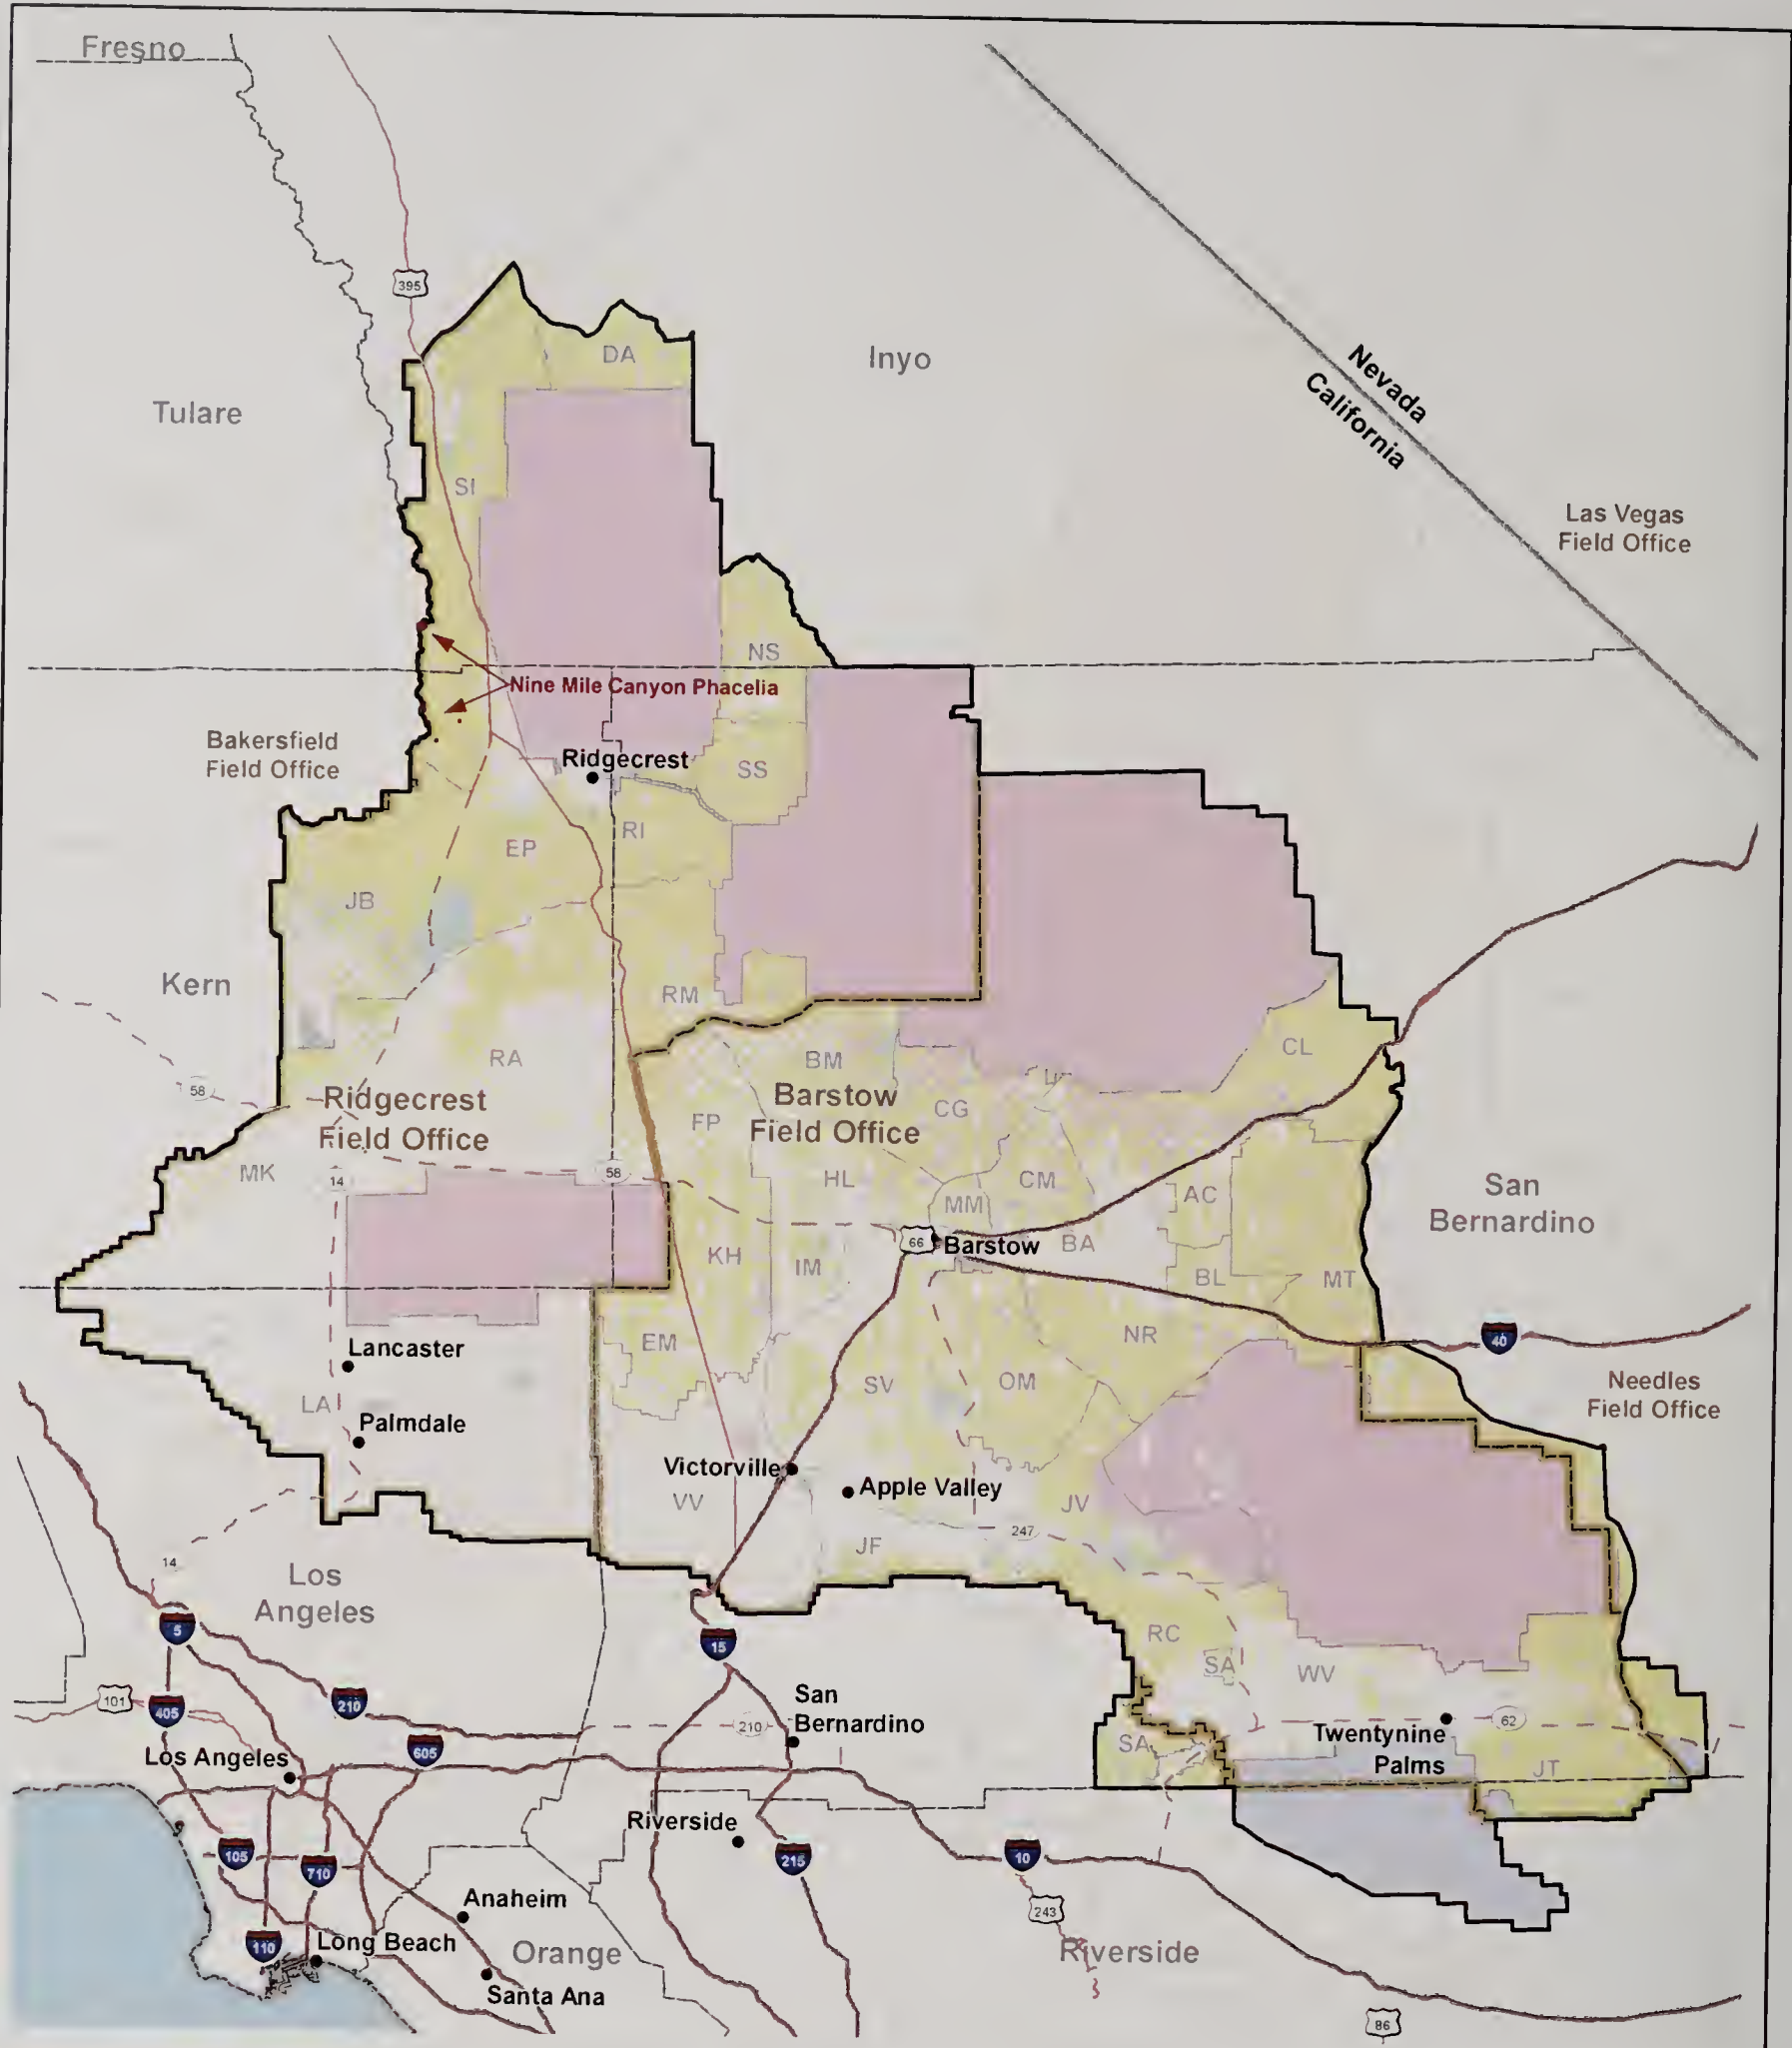 Fresno
395
DA
Inyo
Nevada
California
Tulare
SI
Las Vegas
Field Office
NS
Nine Mile Canyon Phacelia
Bakersfield
Field Office
Ridgecrest
SS
RI
EP
JB
Kern
RM
RA
BM
CL
58
Ridgecrest
Field Office
Barstow
Field Office
FP
CG
MK
14
58
HL
CM
MM
AC
San
Bernardino
66
Barstow
BA
KH
IM
BL
MT
EM
NR
40
Lancaster
LA
SV
OM
Needles
Field Office
Palmdale
Victorville
VV
Apple Valley
JV
247
JF
14
Los
Angeles
5
15
RC
SA
WV
101
405
210
San
Bernardino
210
Twentynine
Palms
62
605
Los Angeles
SA
JT
Riverside
105
710
215
10
Anaheim
243
110
Long Beach
Orange
Riverside
Santa Ana
86